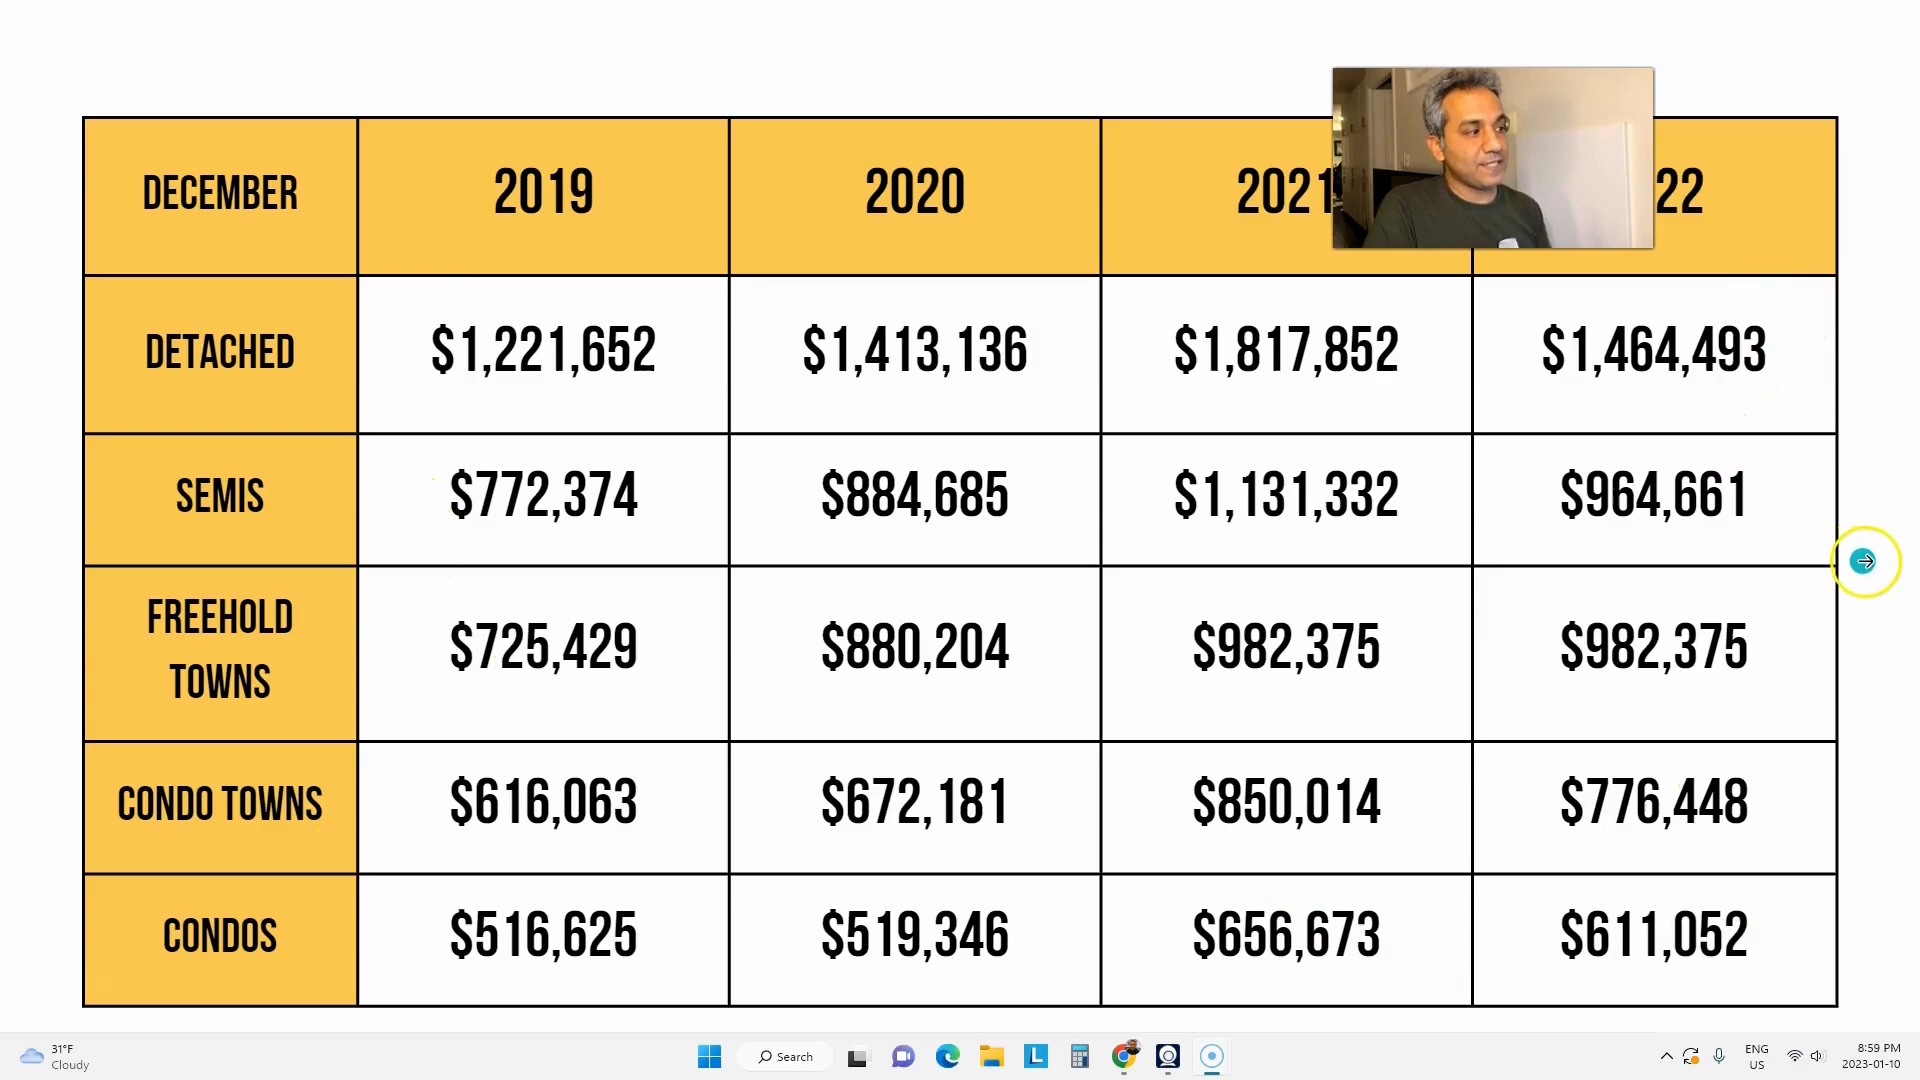 DECEMBER 2019 2020 2021 22
DETACHED $1,221,652 $1,413,136 $1,817,852 $1,464,493
SEMIS $772,374 $884,685 $1,131,332 $964,661
FREEHOLD
TOWNS $725,429 $880,204 $982,375 $982,375
CONDO TOWNS $616,063 $672,181 $850,014 $776,448
CONDOS $516,625 $519,346 $656,673 $611,052
31°F
Cloudy
Search
ENG
US
8:59 PM
2023-01-10